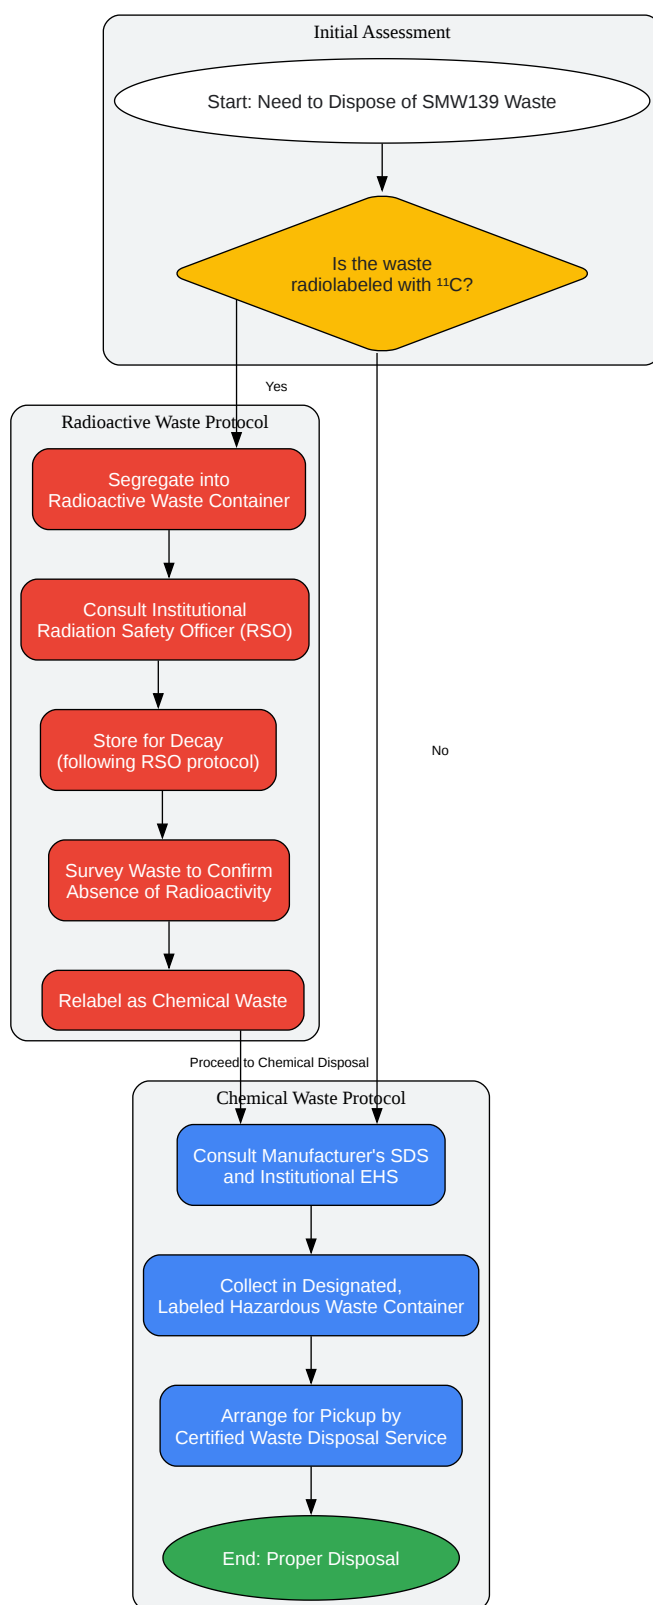 Initial Assessment
Start: Need to Dispose of SMW139 Waste
Is the waste
radiolabeled with ¹¹C?
Yes
Radioactive Waste Protocol
Segregate into
Radioactive Waste Container
Consult Institutional
Radiation Safety Officer (RSO)
Store for Decay
(following RSO protocol)
No
Survey Waste to Confirm
Absence of Radioactivity
Relabel as Chemical Waste
Proceed to Chemical Disposal
Chemical Waste Protocol
Consult Manufacturer's SDS
and Institutional EHS
Collect in Designated,
Labeled Hazardous Waste Container
Arrange for Pickup by
Certified Waste Disposal Service
End: Proper Disposal